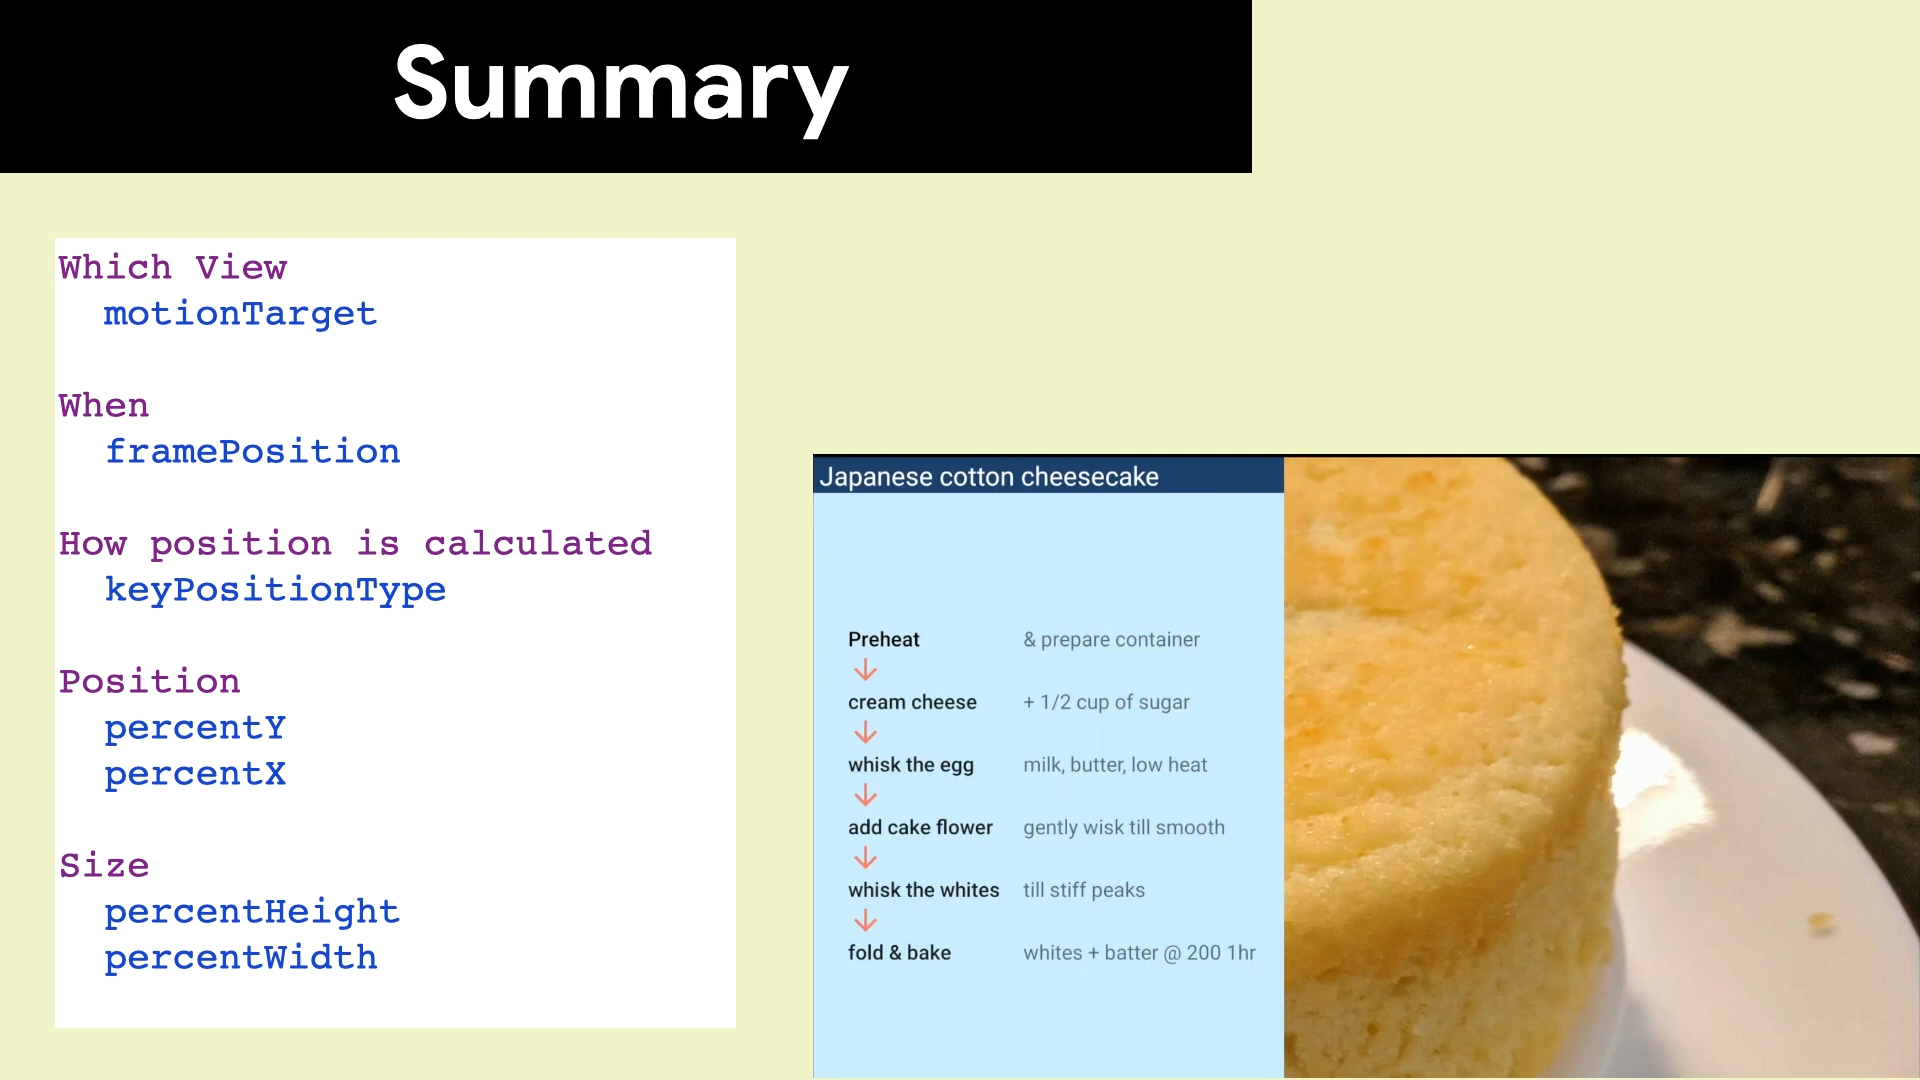 Summary
Which View
motionTarget
When
framePosition
How position is calculated
keyPositionType
Position
percentY
percentX
Size
percentHeight
percentWidth
Japanese cotton cheesecake
Preheat & prepare container
cream cheese + 1/2 cup of sugar
whisk the egg milk, butter, low heat
add cake flower gently wisk till smooth
whisk the whites till stiff peaks
fold & bake whites + batter @ 200 1hr